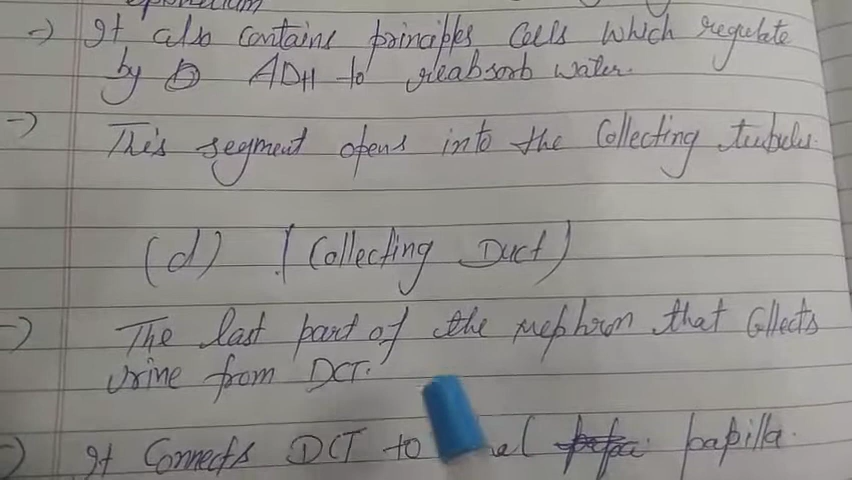 epithelium
-> It also contains principles cells which regulate
by ADH to reabsorb water.
-> This segment opens into the Collecting tubules.
(d) (Collecting Duct)
-> The last part of the nephron that Collects
Urine from DCT.
-> It Connects DCT to papilla.